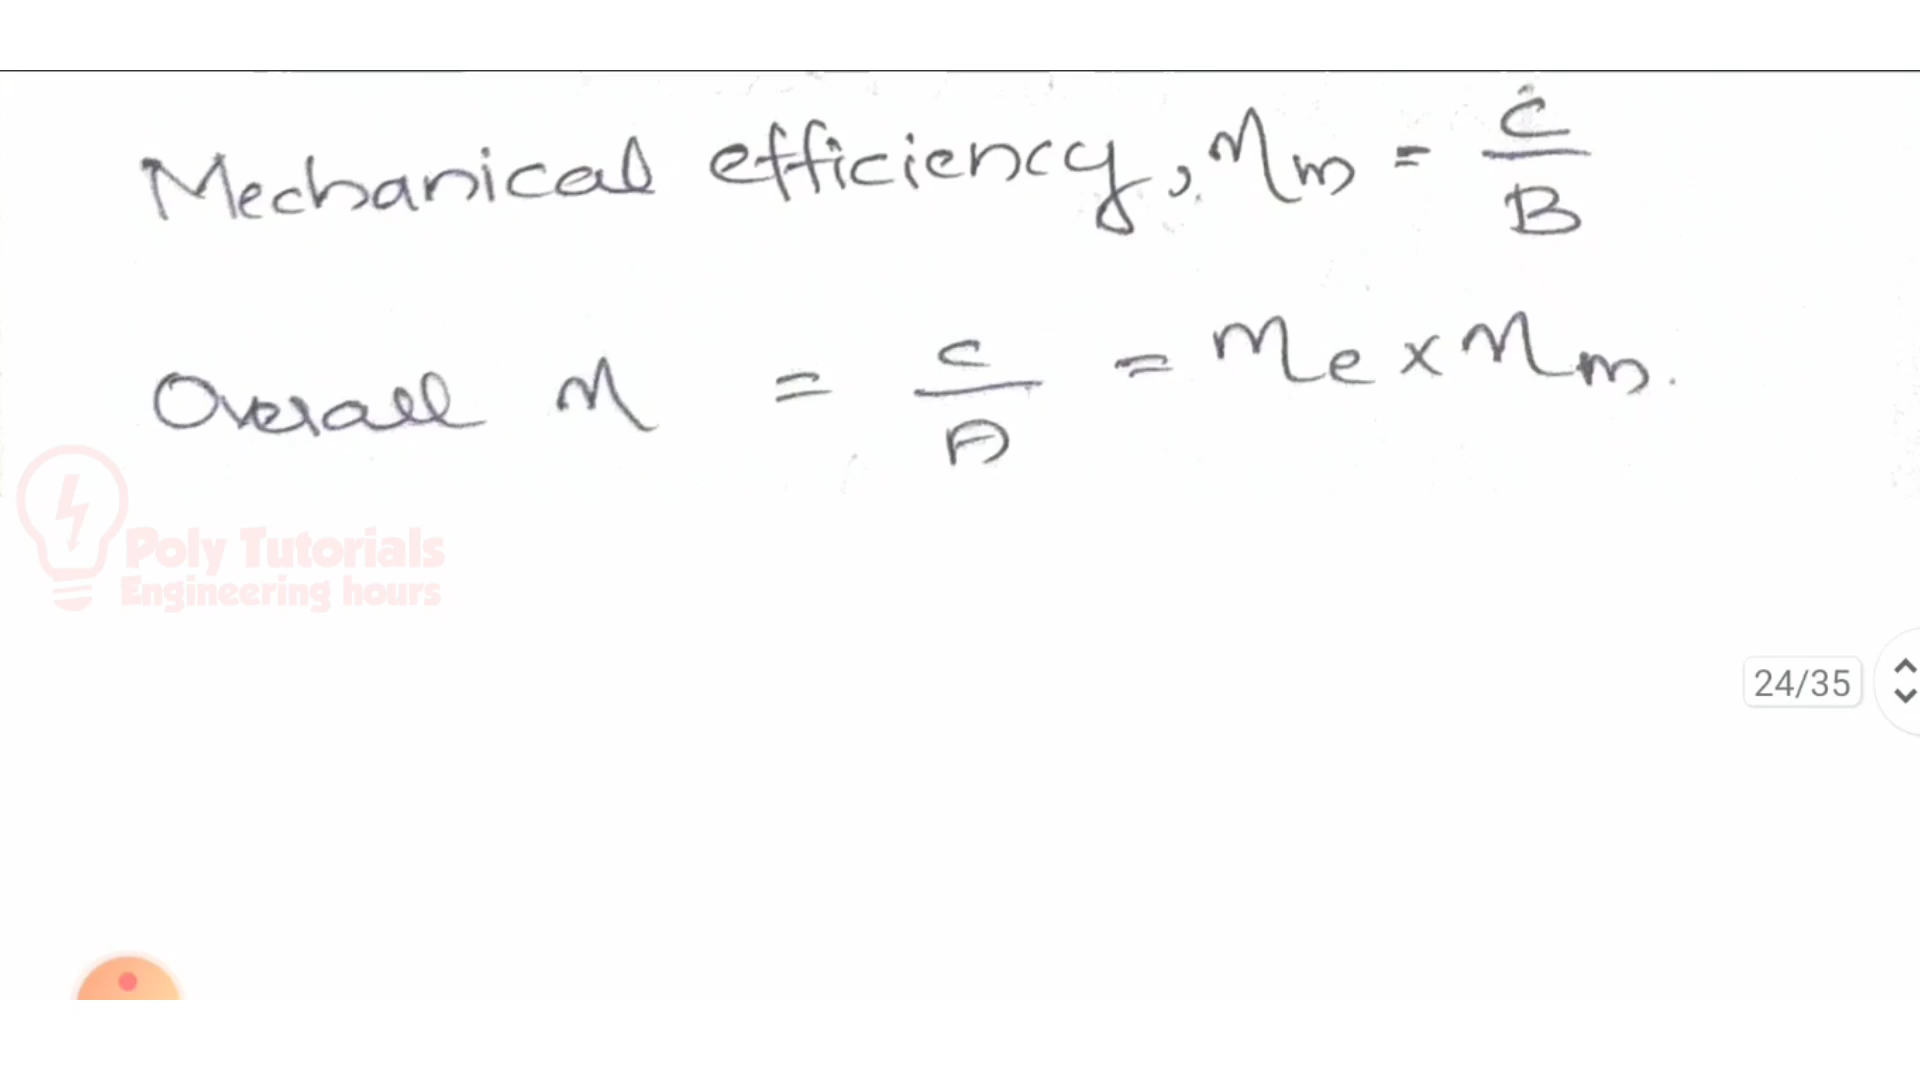 Mechanical efficiency, ηm = C/B
Overall η = C/A = ηe × ηm.
Poly Tutorials
Engineering hours
24/35